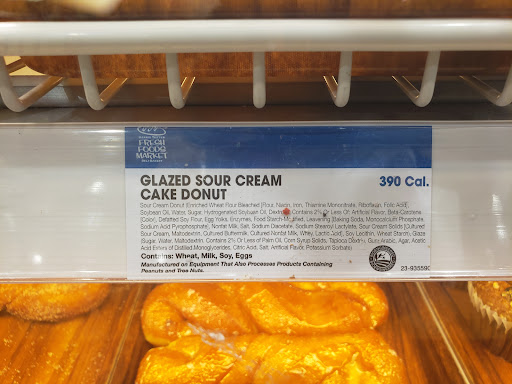 FRESH
FOODS
MARKET
GLAZED SOUR CREAM
CAKE DONUT
390 Cal.
Sour Cream Donut (Enriched Wheat Flour Bleached [Flour, Niacin, Iron, Thiamine Mononitrate, Riboflavin, Folic Acid],
Soybean Oil, Water, Sugar, Hydrogenated Soybean Oil, Dextrose, Contains 2% Or Less Of: Artificial Flavor, Beta-Carotene
(Color), Defatted Soy Flour, Egg Yolks, Enzymes, Food Starch-Modified, Leavening (Baking Soda, Monocalcium Phosphate,
Sodium Acid Pyrophosphate), Nonfat Milk, Salt, Sodium Diacetate, Sodium Stearoyl Lactylate, Sour Cream Solids [Cultured
Sour Cream, Maltodextrin, Cultured Buttermilk, Cultured Nonfat Milk, Whey, Lactic Acid], Soy Lecithin, Wheat Starch), Glaze
(Sugar, Water, Maltodextrin, Contains 2% Or Less of Palm Oil, Corn Syrup Solids, Tapioca Dextrin, Gum Arabic, Agar, Acetic
Acid Esters of Distilled Monoglycerides, Citric Acid, Salt, Artificial Flavor, Potassium Sorbate)
Contains: Wheat, Milk, Soy, Eggs
Manufactured on Equipment That Also Processes Products Containing
Peanuts and Tree Nuts.
23-935590